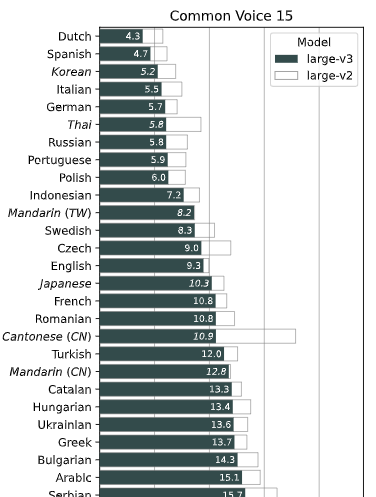 Common Voice 15
Model
large-v3
large-v2
Dutch 4.3
Spanish 4.7
Korean 5.2
Italian 5.5
German 5.7
Thai 5.8
Russian 5.8
Portuguese 5.9
Polish 6.0
Indonesian 7.2
Mandarin (TW) 8.2
Swedish 8.3
Czech 9.0
English 9.3
Japanese 10.3
French 10.8
Romanian 10.8
Cantonese (CN) 10.9
Turkish 12.0
Mandarin (CN) 12.8
Catalan 13.3
Hungarian 13.4
Ukrainian 13.6
Greek 13.7
Bulgarian 14.3
Arabic 15.1
Serbian 15.7